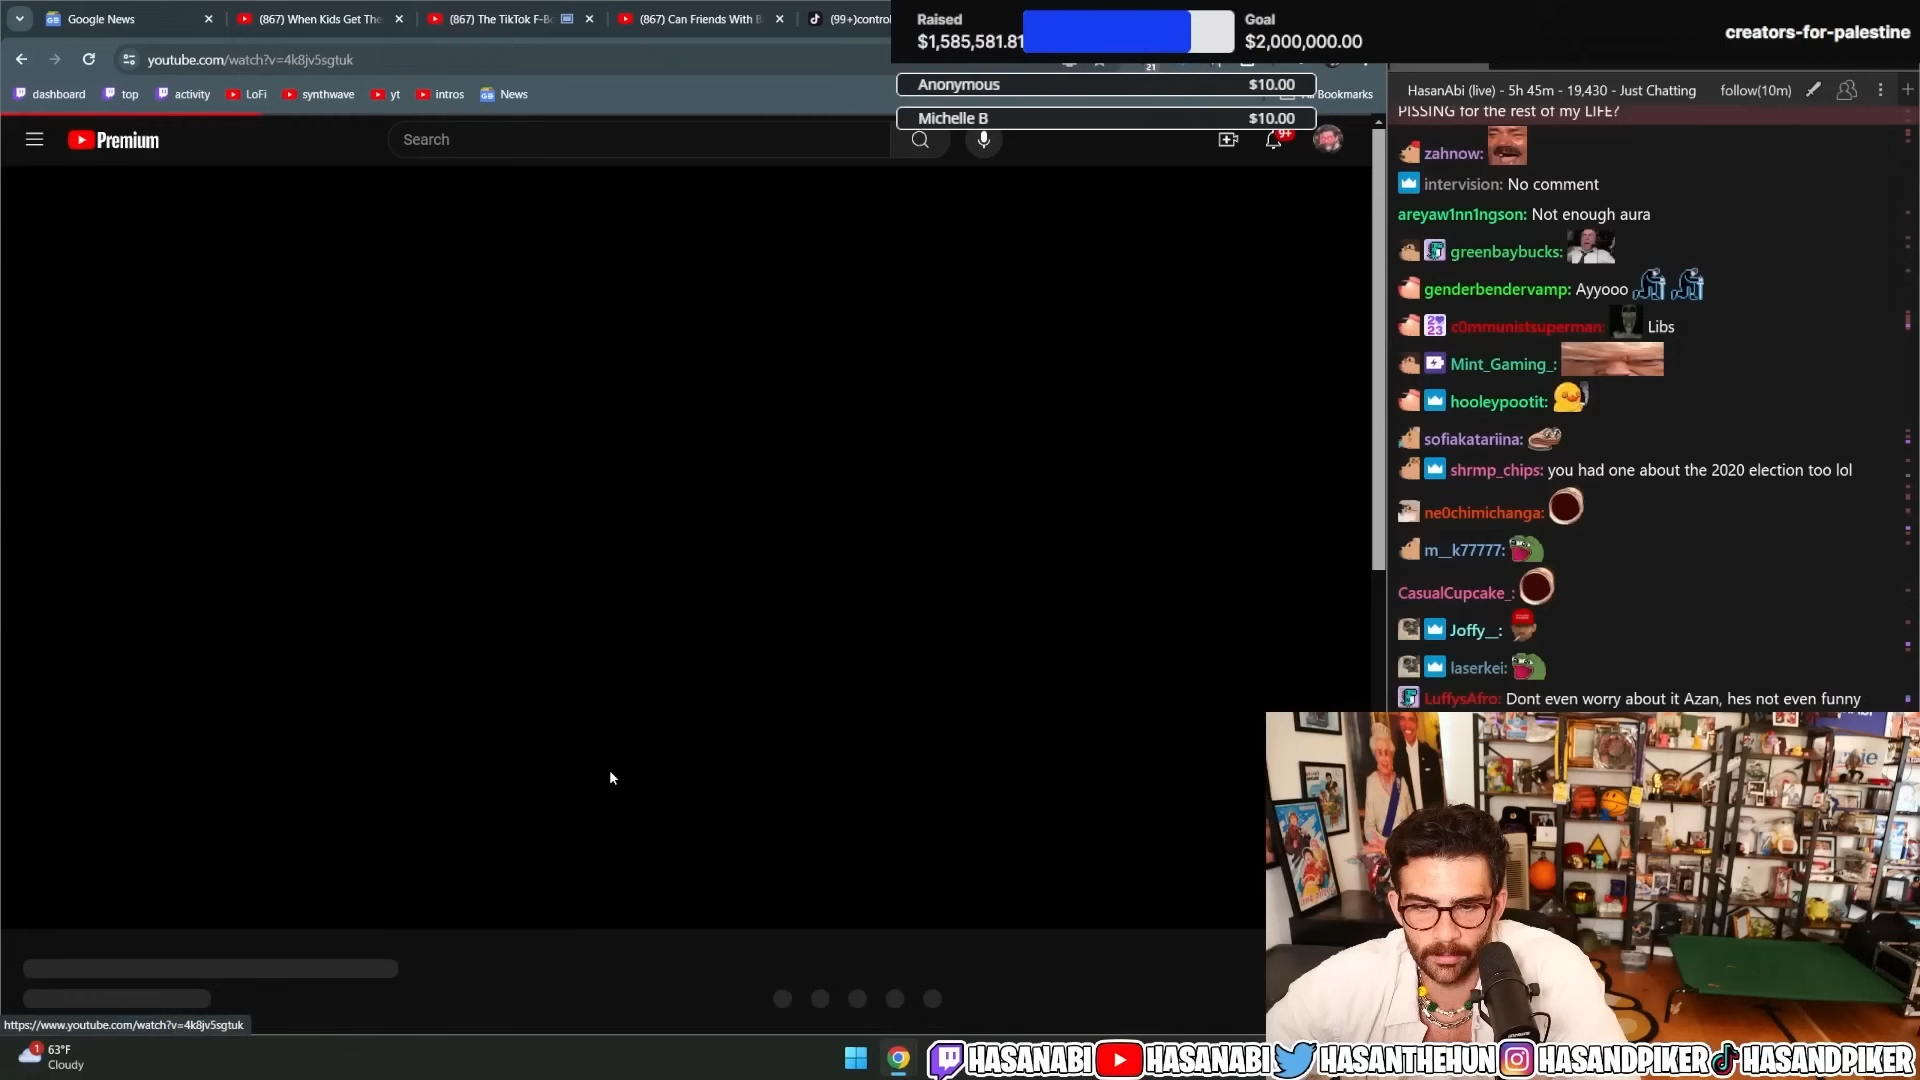 Google News
(867) When Kids Get The
(867) The TikTok F-Bo
(867) Can Friends With B
(99+)control
youtube.com/watch?v=4k8jv5sgtuk
dashboard
top
activity
LoFi
synthwave
yt
intros
News
Bookmarks
Raised
$1,585,581.81
Goal
$2,000,000.00
creators-for-palestine
21
Anonymous $10.00
Michelle B $10.00
Premium
Search
9+
HasanAbi (live) - 5h 45m - 19,430 - Just Chatting
follow(10m)
PISSING for the rest of my LIFE?
zahnow:
intervision: No comment
areyaw1nn1ngson: Not enough aura
greenbaybucks:
genderbendervamp: Ayyooo
c0mmunistsuperman: Libs
Mint_Gaming_:
hooleypootit:
sofiakatariina:
shrmp_chips: you had one about the 2020 election too lol
ne0chimichanga:
m__k77777:
CasualCupcake_:
Joffy__:
laserkei:
LuffysAfro: Dont even worry about it Azan, hes not even funny
https://www.youtube.com/watch?v=4k8jv5sgtuk
1
63°F
Cloudy
HASANABI
HASANABI
HASANTHEHUN
HASANDPIKER
HASANDPIKER